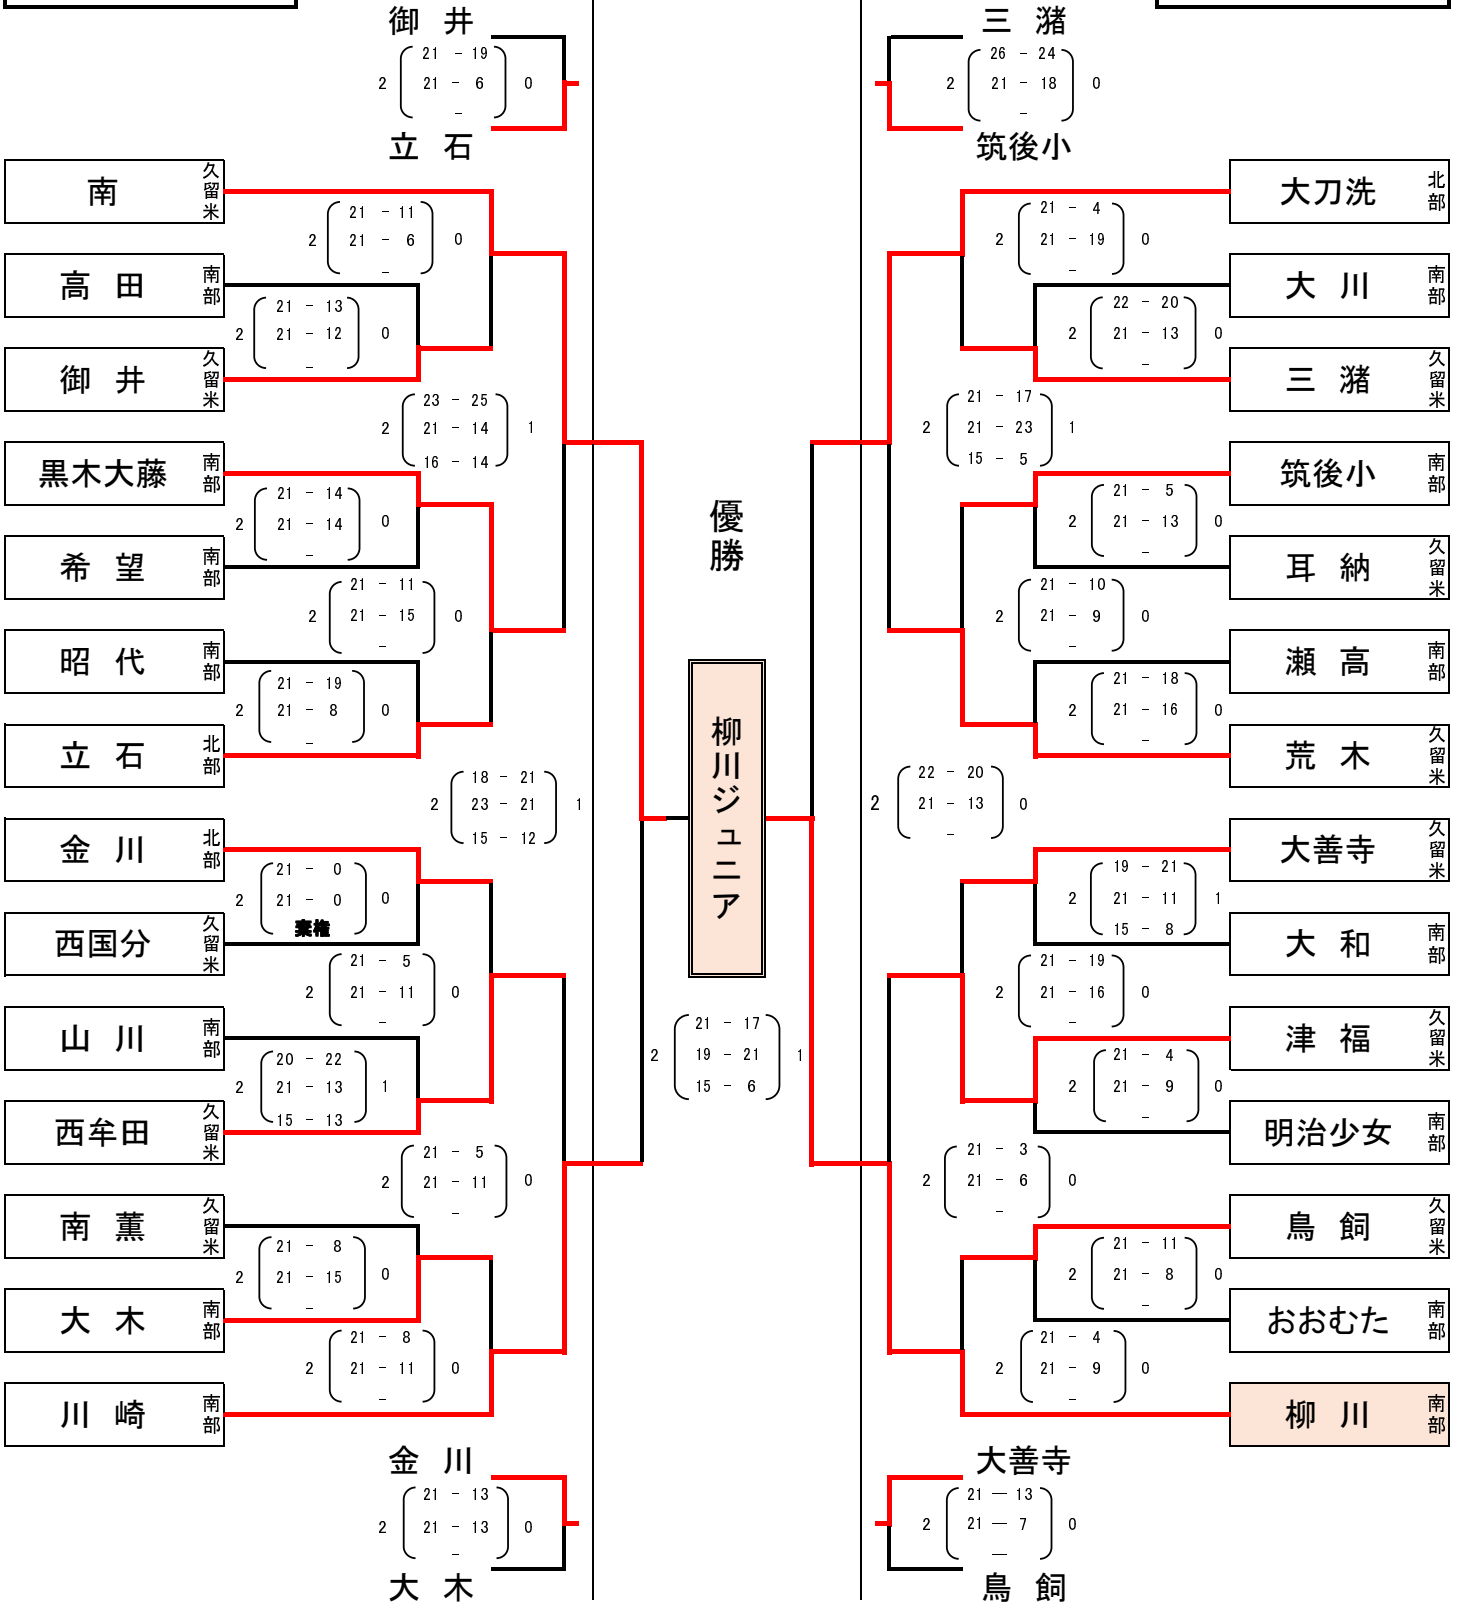 御 井
21 - 19
2 21 - 6 0
-
立 石
三 潴
26 - 24
2 21 - 18 0
-
筑後小
南 久留米
21 - 11
2 21 - 6 0
-
高 田 南部
21 - 13
2 21 - 12 0
-
御 井 久留米
23 - 25
2 21 - 14 1
16 - 14
黒木大藤 南部
21 - 14
2 21 - 14 0
-
希 望 南部
21 - 11
2 21 - 15 0
-
昭 代 南部
21 - 19
2 21 - 8 0
-
立 石 北部
18 - 21
2 23 - 21 1
15 - 12
金 川 北部
21 - 0
2 21 - 0 0
棄権
西国分 久留米
21 - 5
2 21 - 11 0
-
山 川 南部
20 - 22
2 21 - 13 1
15 - 13
西牟田 久留米
21 - 5
2 21 - 11 0
-
南 薫 久留米
21 - 8
2 21 - 15 0
-
大 木 南部
21 - 8
2 21 - 11 0
-
川 崎 南部
金 川
21 - 13
2 21 - 13 0
-
大 木
優勝
柳川ジュニア
21 - 17
2 19 - 21 1
15 - 6
大刀洗 北部
21 - 4
2 21 - 19 0
-
大 川 南部
22 - 20
2 21 - 13 0
-
三 潴 久留米
21 - 17
2 21 - 23 1
15 - 5
筑後小 南部
21 - 5
2 21 - 13 0
-
耳 納 久留米
21 - 10
2 21 - 9 0
-
瀬 高 南部
21 - 18
2 21 - 16 0
-
荒 木 久留米
22 - 20
2 21 - 13 0
-
大善寺 久留米
19 - 21
2 21 - 11 1
15 - 8
大 和 南部
21 - 19
2 21 - 16 0
-
津 福 久留米
21 - 4
2 21 - 9 0
-
明治少女 南部
21 - 3
2 21 - 6 0
-
鳥 飼 久留米
21 - 11
2 21 - 8 0
-
おおむた 南部
21 - 4
2 21 - 9 0
-
柳 川 南部
大善寺
21 — 13
2 21 — 7 0
—
鳥 飼